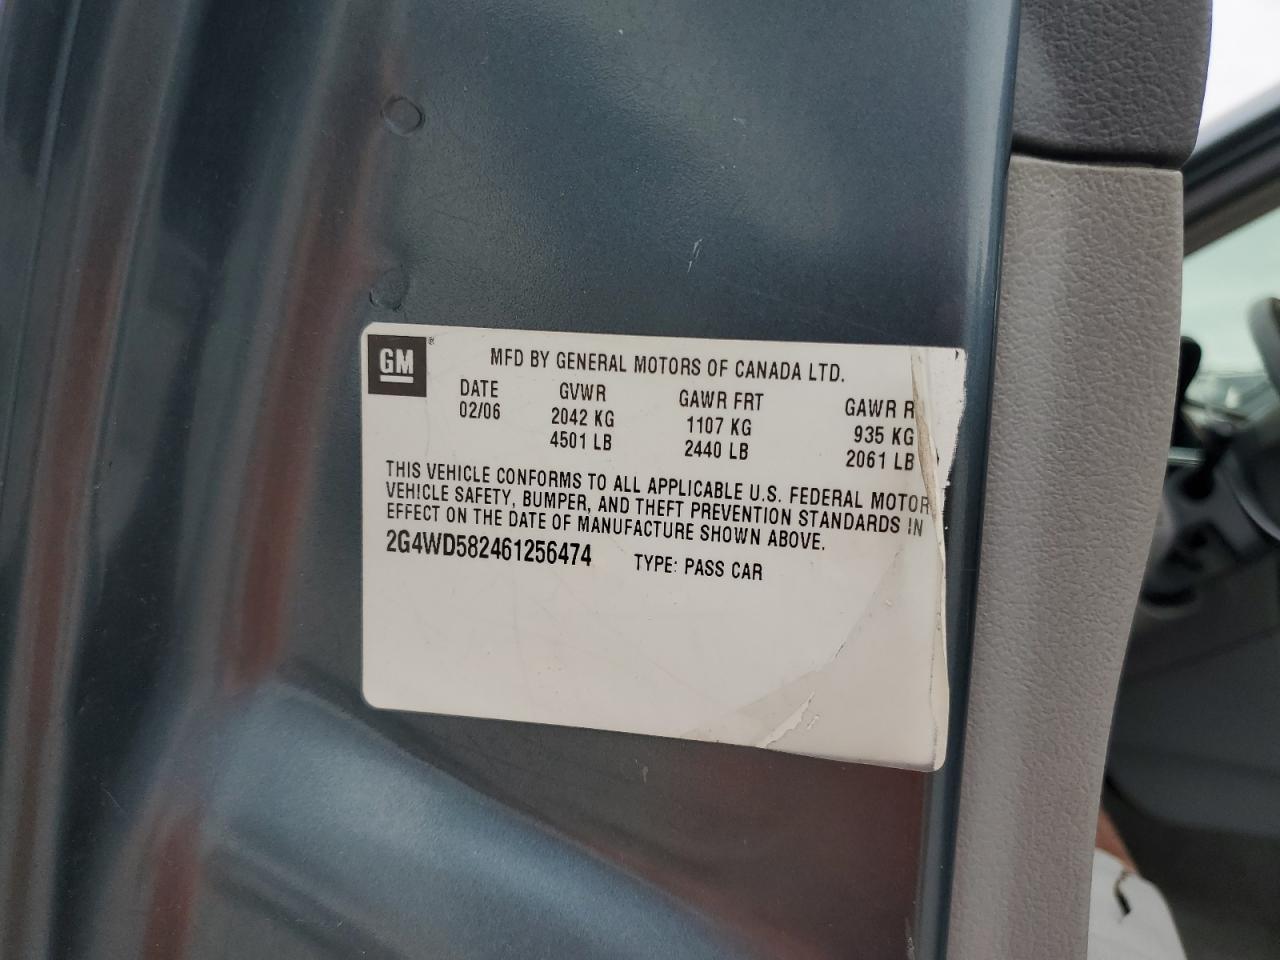 GM®
MFD BY GENERAL MOTORS OF CANADA LTD.
DATE GVWR GAWR FRT GAWR R
02/06 2042 KG 1107 KG 935 KG
4501 LB 2440 LB 2061 LB
THIS VEHICLE CONFORMS TO ALL APPLICABLE U.S. FEDERAL MOTOR
VEHICLE SAFETY, BUMPER, AND THEFT PREVENTION STANDARDS IN
EFFECT ON THE DATE OF MANUFACTURE SHOWN ABOVE.
2G4WD582461256474 TYPE: PASS CAR